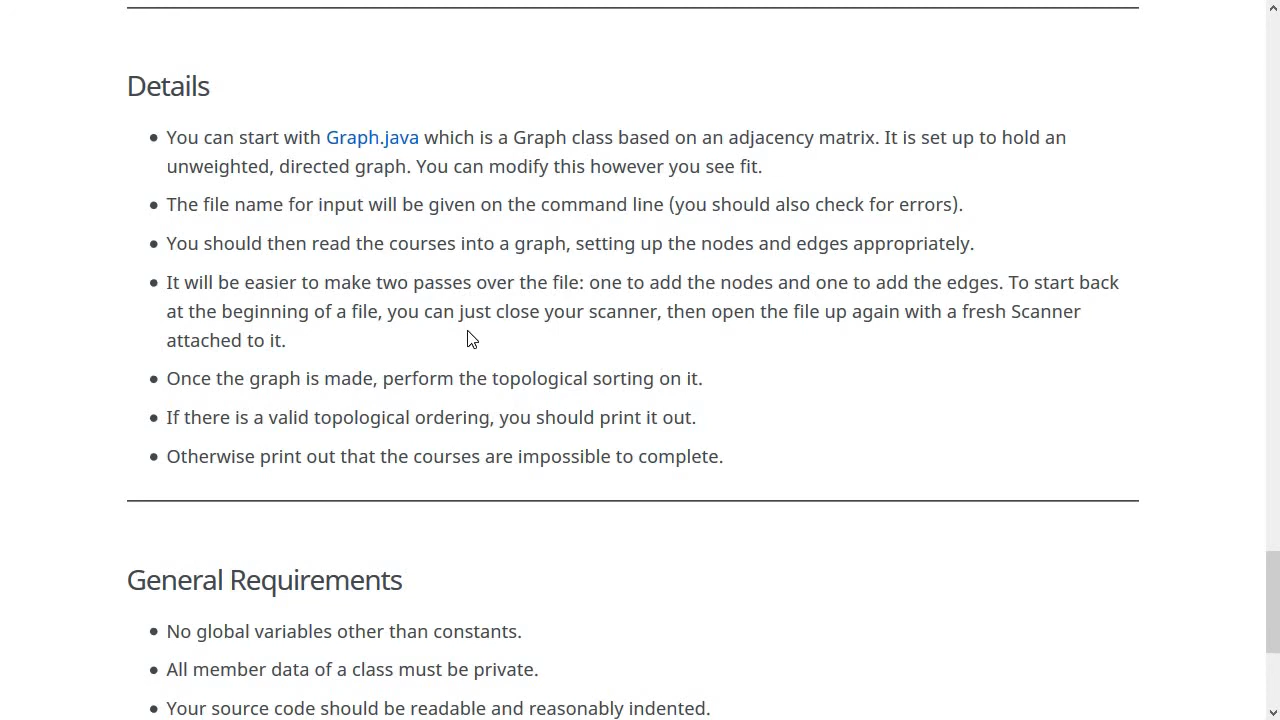 Details
You can start with Graph.java which is a Graph class based on an adjacency matrix. It is set up to hold an
unweighted, directed graph. You can modify this however you see fit.
The file name for input will be given on the command line (you should also check for errors).
You should then read the courses into a graph, setting up the nodes and edges appropriately.
It will be easier to make two passes over the file: one to add the nodes and one to add the edges. To start back
at the beginning of a file, you can just close your scanner, then open the file up again with a fresh Scanner
attached to it.
Once the graph is made, perform the topological sorting on it.
If there is a valid topological ordering, you should print it out.
Otherwise print out that the courses are impossible to complete.
General Requirements
No global variables other than constants.
All member data of a class must be private.
Your source code should be readable and reasonably indented.